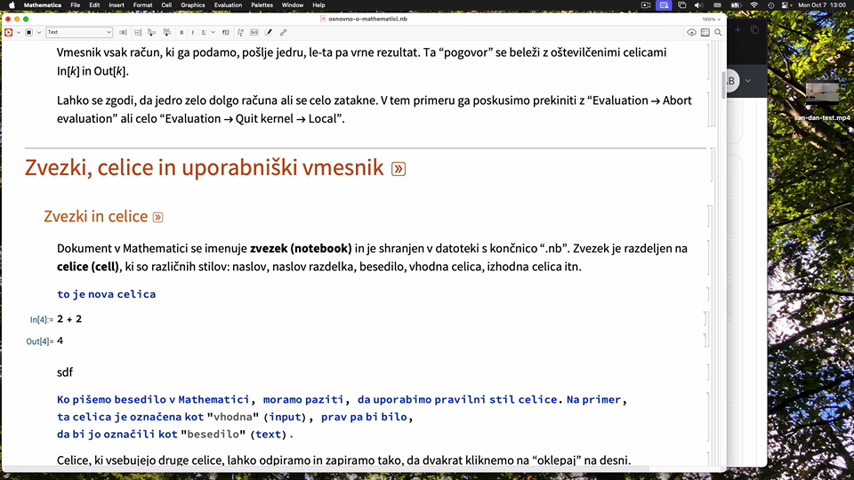 Mathematica File Edit Insert Format Cell Graphics Evaluation Palettes Window Help Mon Oct 7 13:00
osnovno-o-mathematici.nb
Text
Vmesnik vsak račun, ki ga podamo, pošlje jedru, le-ta pa vrne rezultat. Ta “pogovor” se beleži z oštevilčenimi celicami
In[k] in Out[k].
Lahko se zgodi, da jedro zelo dolgo računa ali se celo zatakne. V tem primeru ga poskusimo prekiniti z “Evaluation → Abort
evaluation” ali celo “Evaluation → Quit kernel → Local”.
Zvezki, celice in uporabniški vmesnik
Zvezki in celice
Dokument v Mathematici se imenuje zvezek (notebook) in je shranjen v datoteki s končnico “.nb”. Zvezek je razdeljen na
celice (cell), ki so različnih stilov: naslov, naslov razdelka, besedilo, vhodna celica, izhodna celica itn.
to je nova celica
In[4]:= 2 + 2
Out[4]= 4
sdf
Ko pišemo besedilo v Mathematici, moramo paziti, da uporabimo pravilni stil celice. Na primer,
ta celica je označena kot "vhodna" (input), prav pa bi bilo,
da bi jo označili kot "besedilo" (text).
Celice, ki vsebujejo druge celice, lahko odpiramo in zapiramo tako, da dvakrat kliknemo na “oklepaj” na desni.